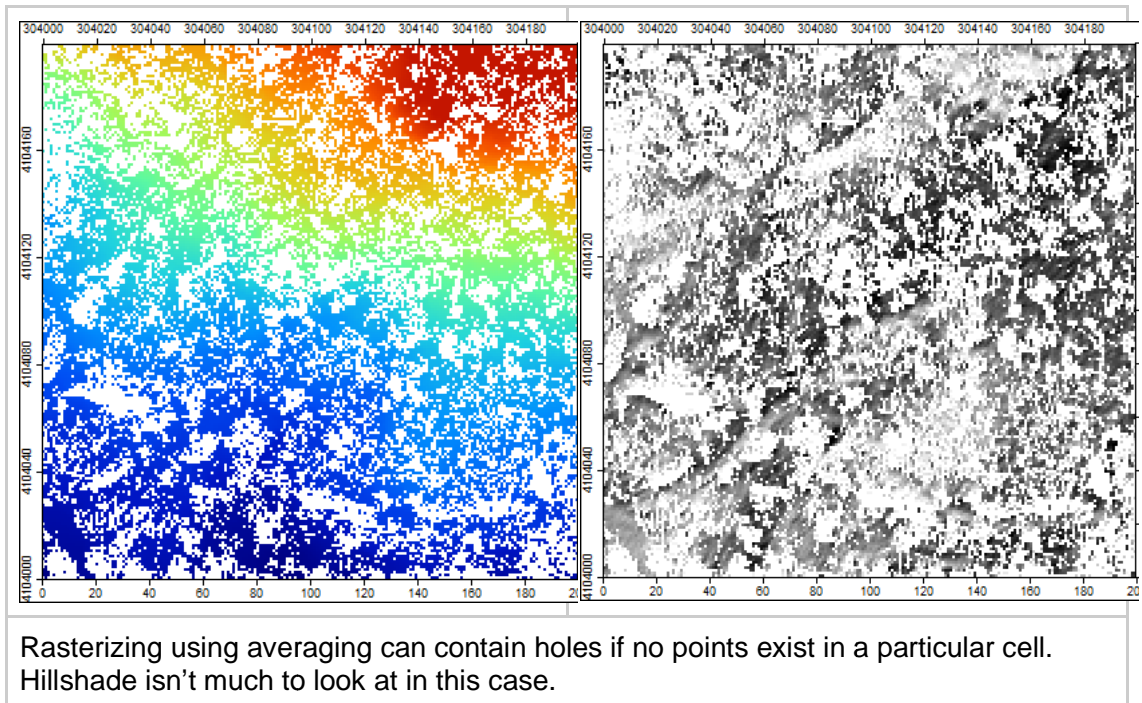 304000 304020 304040 304060 304080 304100 304120 304140 304160 304180
304000 304020 304040 304060 304080 304100 304120 304140 304160 304180
4104160
4104120
4104080
4104040
4104000
4104160
4104120
4104080
4104040
4104000
0 20 40 60 80 100 120 140 160 180 20
0 20 40 60 80 100 120 140 160 180 20
Rasterizing using averaging can contain holes if no points exist in a particular cell.
Hillshade isn’t much to look at in this case.